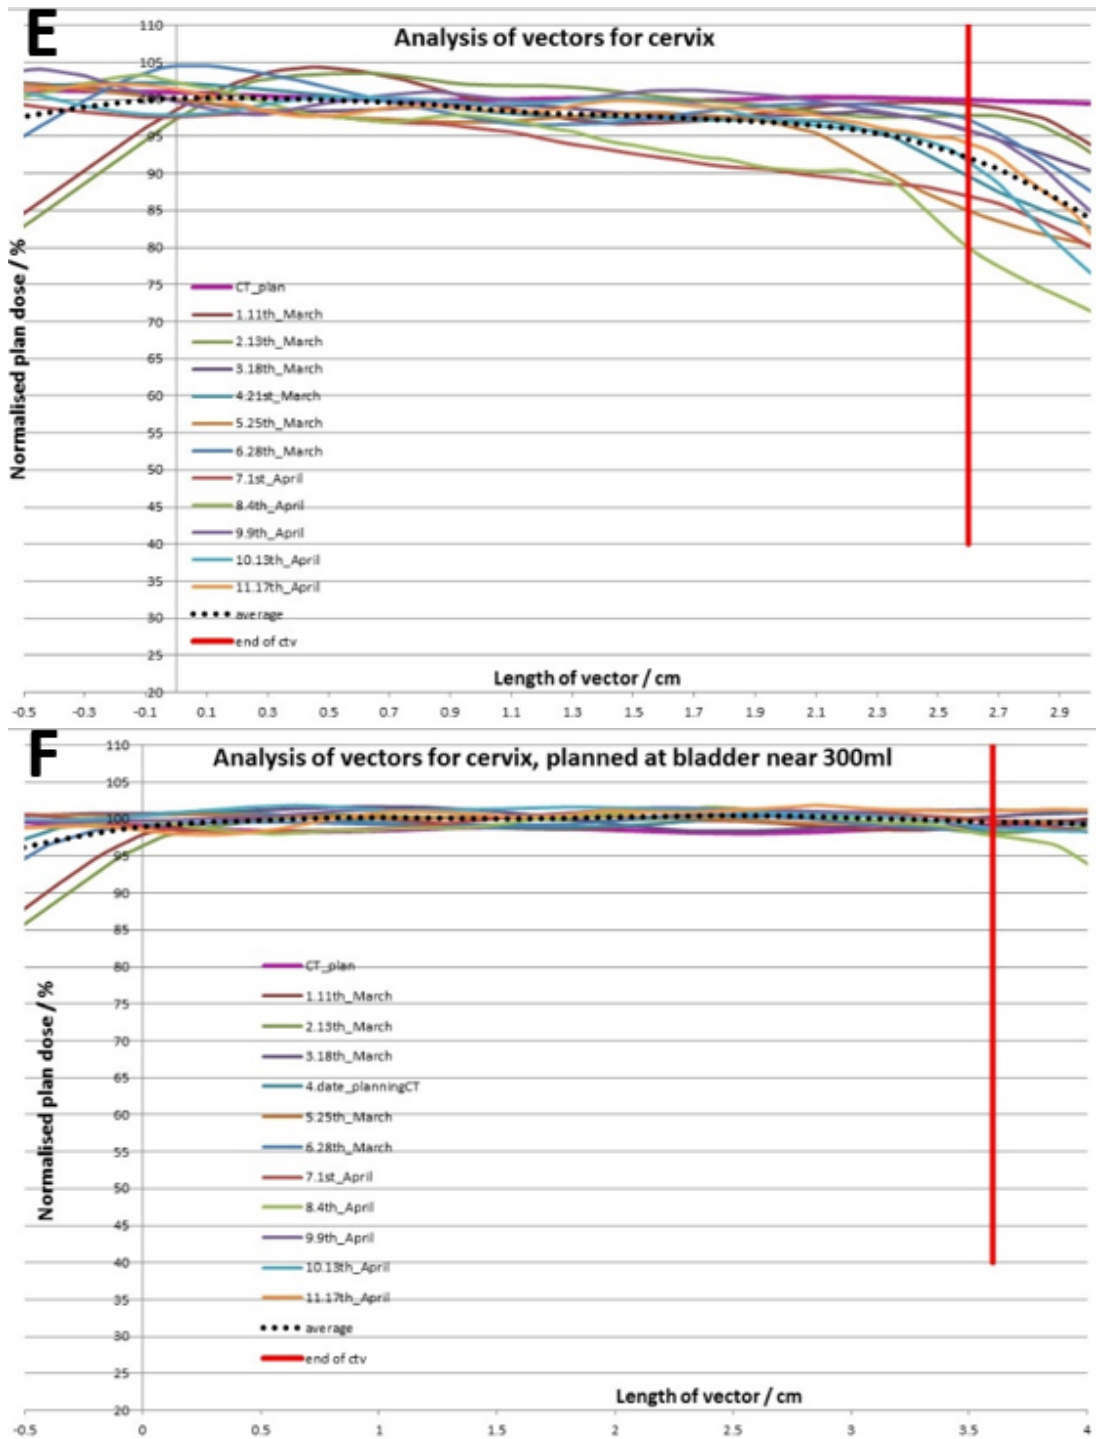 E
Analysis of vectors for cervix
110
105
100
95
90
85
80
75
70
65
60
55
50
45
40
35
30
25
20
Normalised plan dose / %
CT_plan
1.11th_March
2.13th_March
3.18th_March
4.21st_March
5.25th_March
6.28th_March
7.1st_April
8.4th_April
9.9th_April
10.13th_April
11.17th_April
average
end of ctv
Length of vector / cm
-0.5 -0.3 -0.1 0.1 0.3 0.5 0.7 0.9 1.1 1.3 1.5 1.7 1.9 2.1 2.3 2.5 2.7 2.9
F
Analysis of vectors for cervix, planned at bladder near 300ml
110
105
100
95
90
85
80
75
70
65
60
55
50
45
40
35
30
25
20
Normalised plan dose / %
CT_plan
1.11th_March
2.13th_March
3.18th_March
4.date_planningCT
5.25th_March
6.28th_March
7.1st_April
8.4th_April
9.9th_April
10.13th_April
11.17th_April
average
end of ctv
Length of vector / cm
-0.5 0 0.5 1 1.5 2 2.5 3 3.5 4